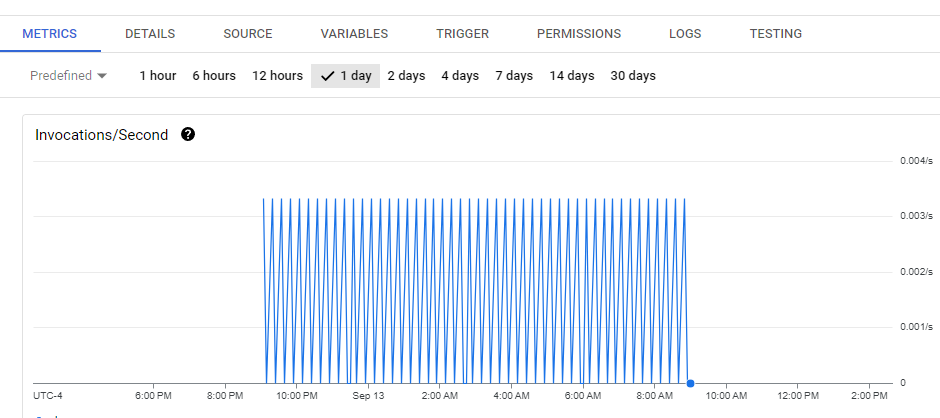 METRICS DETAILS SOURCE VARIABLES TRIGGER PERMISSIONS LOGS TESTING
Predefined 1 hour 6 hours 12 hours 1 day 2 days 4 days 7 days 14 days 30 days
Invocations/Second ?
0.004/s
0.003/s
0.002/s
0.001/s
0
UTC-4 6:00 PM 8:00 PM 10:00 PM Sep 13 2:00 AM 4:00 AM 6:00 AM 8:00 AM 10:00 AM 12:00 PM 2:00 PM